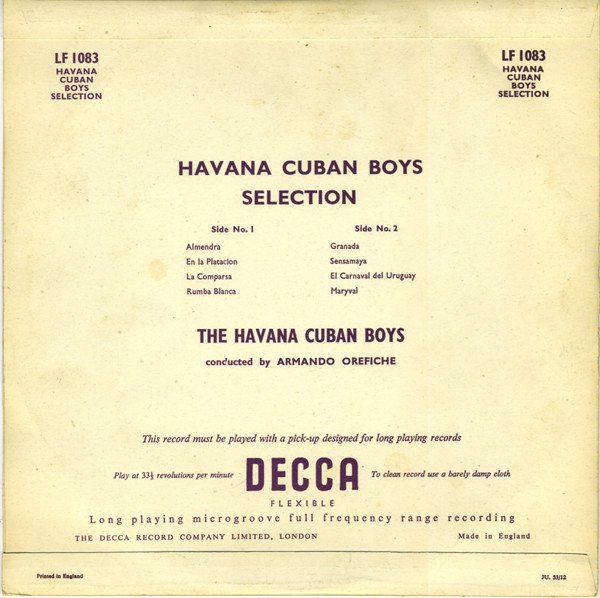 LF 1083
HAVANA
CUBAN
BOYS
SELECTION
LF 1083
HAVANA
CUBAN
BOYS
SELECTION
HAVANA CUBAN BOYS
SELECTION
Side No. 1
Almendra
En la Platacion
La Comparsa
Rumba Blanca
Side No. 2
Granada
Sensamaya
El Carnaval del Uruguay
Maryval
THE HAVANA CUBAN BOYS
conducted by ARMANDO OREFICHE
This record must be played with a pick-up designed for long playing records
Play at 33⅓ revolutions per minute
DECCA
To clean record use a barely damp cloth
FLEXIBLE
Long playing microgroove full frequency range recording
THE DECCA RECORD COMPANY LIMITED, LONDON
Made in England
Printed in England
JU. 53/12